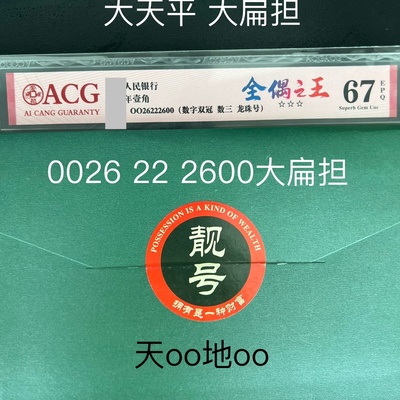 大天平 大扁担
ACG
AI CANG GUARANTY
人民银行
年壹角
OO26222600（数字双冠 数三 龙珠号）
全偶之王
☆☆☆
67
EPQ
Superb Gem Unc
0026 22 2600大扁担
POSSESSION IS A KIND OF WEALTH
靓号
拥有是一种财富
天oo地oo